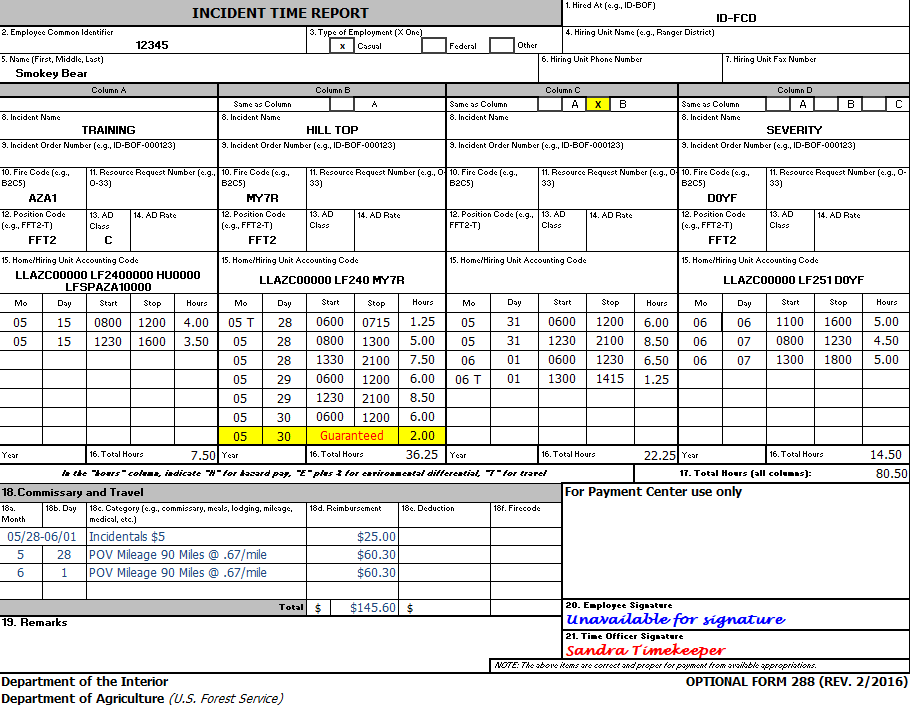 INCIDENT TIME REPORT
1. Hired At (e.g., ID-BOF)
ID-FCD
2. Employee Common Identifier
12345
3. Type of Employment (X One)
x Casual Federal Other
4. Hiring Unit Name (e.g., Ranger District)
5. Name (First, Middle, Last)
Smokey Bear
6. Hiring Unit Phone Number
7. Hiring Unit Fax Number
Column A Column B Column C Column D
Same as Column A Same as Column A X B Same as Column A B C
8. Incident Name 8. Incident Name 8. Incident Name 8. Incident Name
TRAINING HILL TOP SEVERITY
9. Incident Order Number (e.g., ID-BOF-000123) 9. Incident Order Number (e.g., ID-BOF-000123) 9. Incident Order Number (e.g., ID-BOF-000123) 9. Incident Order Number (e.g., ID-BOF-000123)
10. Fire Code (e.g., B2C5) 11. Resource Request Number (e.g., O-33) 10. Fire Code (e.g., B2C5) 11. Resource Request Number (e.g., O-33) 10. Fire Code (e.g., B2C5) 11. Resource Request Number (e.g., O-33) 10. Fire Code (e.g., B2C5) 11. Resource Request Number (e.g., O-33)
AZA1 MY7R D0YF
12. Position Code (e.g., FFT2-T) 13. AD Class 14. AD Rate 12. Position Code (e.g., FFT2-T) 13. AD Class 14. AD Rate 12. Position Code (e.g., FFT2-T) 13. AD Class 14. AD Rate 12. Position Code (e.g., FFT2-T) 13. AD Class 14. AD Rate
FFT2 C FFT2 FFT2
15. Home/Hiring Unit Accounting Code 15. Home/Hiring Unit Accounting Code 15. Home/Hiring Unit Accounting Code 15. Home/Hiring Unit Accounting Code
LLAZC00000 LF2400000 HU0000
LFSPAZA10000
LLAZC00000 LF240 MY7R LLAZC00000 LF251 D0YF
Mo Day Start Stop Hours Mo Day Start Stop Hours Mo Day Start Stop Hours Mo Day Start Stop Hours
05 15 0800 1200 4.00 05 T 28 0600 0715 1.25 05 31 0600 1200 6.00 06 06 1100 1600 5.00
05 15 1230 1600 3.50 05 28 0800 1300 5.00 05 31 1230 2100 8.50 06 07 0800 1230 4.50
05 28 1330 2100 7.50 06 01 0600 1230 6.50 06 07 1300 1800 5.00
05 29 0600 1200 6.00 06 T 01 1300 1415 1.25
05 29 1230 2100 8.50
05 30 0600 1200 6.00
05 30 Guaranteed 2.00
Year 16. Total Hours 7.50 Year 16. Total Hours 36.25 Year 16. Total Hours 22.25 Year 16. Total Hours 14.50
In the "hours" column, indicate "H" for hazard pay, "E" plus % for environmental differential, "T" for travel
17. Total Hours (all columns): 80.50
18.Commissary and Travel
For Payment Center use only
18a. Month 18b. Day 18c. Category (e.g., commissary, meals, lodging, mileage, medical, etc.) 18d. Reimbursement 18e. Deduction 18f. Firecode
05/28-06/01 Incidentals $5 $25.00
5 28 POV Mileage 90 Miles @ .67/mile $60.30
6 1 POV Mileage 90 Miles @ .67/mile $60.30
Total $ $145.60 $
19. Remarks
20. Employee Signature
Unavailable for signature
21. Time Officer Signature
Sandra Timekeeper
NOTE: The above items are correct and proper for payment from available appropriations.
Department of the Interior
OPTIONAL FORM 288 (REV. 2/2016)
Department of Agriculture (U.S. Forest Service)